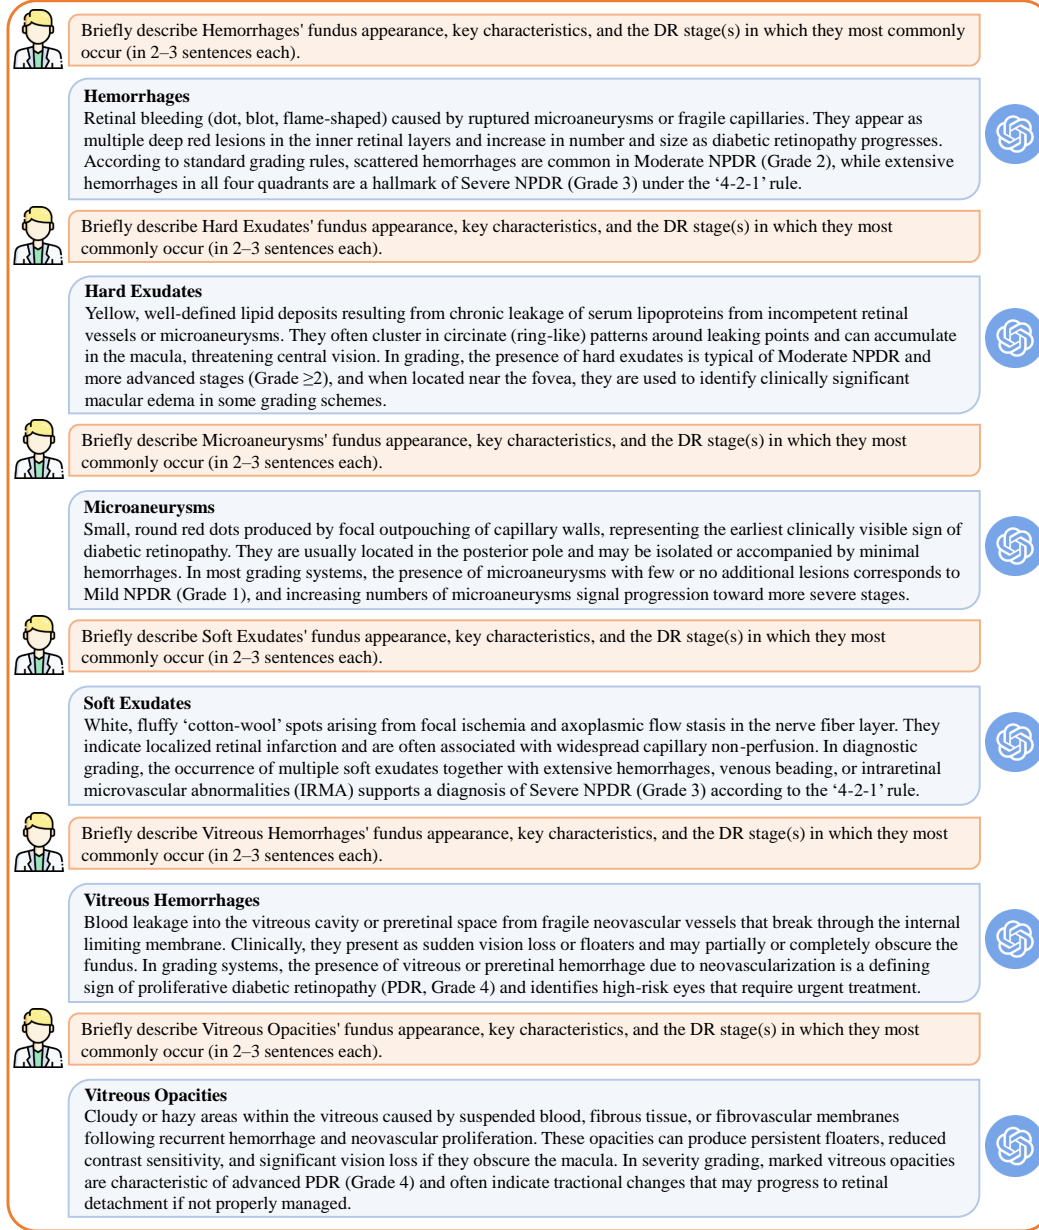 Briefly describe Hemorrhages' fundus appearance, key characteristics, and the DR stage(s) in which they most commonly
occur (in 2–3 sentences each).
Hemorrhages
Retinal bleeding (dot, blot, flame-shaped) caused by ruptured microaneurysms or fragile capillaries. They appear as
multiple deep red lesions in the inner retinal layers and increase in number and size as diabetic retinopathy progresses.
According to standard grading rules, scattered hemorrhages are common in Moderate NPDR (Grade 2), while extensive
hemorrhages in all four quadrants are a hallmark of Severe NPDR (Grade 3) under the ‘4-2-1’ rule.
Briefly describe Hard Exudates' fundus appearance, key characteristics, and the DR stage(s) in which they most
commonly occur (in 2–3 sentences each).
Hard Exudates
Yellow, well-defined lipid deposits resulting from chronic leakage of serum lipoproteins from incompetent retinal
vessels or microaneurysms. They often cluster in circinate (ring-like) patterns around leaking points and can accumulate
in the macula, threatening central vision. In grading, the presence of hard exudates is typical of Moderate NPDR and
more advanced stages (Grade ≥2), and when located near the fovea, they are used to identify clinically significant
macular edema in some grading schemes.
Briefly describe Microaneurysms' fundus appearance, key characteristics, and the DR stage(s) in which they most
commonly occur (in 2–3 sentences each).
Microaneurysms
Small, round red dots produced by focal outpouching of capillary walls, representing the earliest clinically visible sign of
diabetic retinopathy. They are usually located in the posterior pole and may be isolated or accompanied by minimal
hemorrhages. In most grading systems, the presence of microaneurysms with few or no additional lesions corresponds to
Mild NPDR (Grade 1), and increasing numbers of microaneurysms signal progression toward more severe stages.
Briefly describe Soft Exudates' fundus appearance, key characteristics, and the DR stage(s) in which they most
commonly occur (in 2–3 sentences each).
Soft Exudates
White, fluffy ‘cotton-wool’ spots arising from focal ischemia and axoplasmic flow stasis in the nerve fiber layer. They
indicate localized retinal infarction and are often associated with widespread capillary non-perfusion. In diagnostic
grading, the occurrence of multiple soft exudates together with extensive hemorrhages, venous beading, or intraretinal
microvascular abnormalities (IRMA) supports a diagnosis of Severe NPDR (Grade 3) according to the ‘4-2-1’ rule.
Briefly describe Vitreous Hemorrhages' fundus appearance, key characteristics, and the DR stage(s) in which they most
commonly occur (in 2–3 sentences each).
Vitreous Hemorrhages
Blood leakage into the vitreous cavity or preretinal space from fragile neovascular vessels that break through the internal
limiting membrane. Clinically, they present as sudden vision loss or floaters and may partially or completely obscure the
fundus. In grading systems, the presence of vitreous or preretinal hemorrhage due to neovascularization is a defining
sign of proliferative diabetic retinopathy (PDR, Grade 4) and identifies high-risk eyes that require urgent treatment.
Briefly describe Vitreous Opacities' fundus appearance, key characteristics, and the DR stage(s) in which they most
commonly occur (in 2–3 sentences each).
Vitreous Opacities
Cloudy or hazy areas within the vitreous caused by suspended blood, fibrous tissue, or fibrovascular membranes
following recurrent hemorrhage and neovascular proliferation. These opacities can produce persistent floaters, reduced
contrast sensitivity, and significant vision loss if they obscure the macula. In severity grading, marked vitreous opacities
are characteristic of advanced PDR (Grade 4) and often indicate tractional changes that may progress to retinal
detachment if not properly managed.